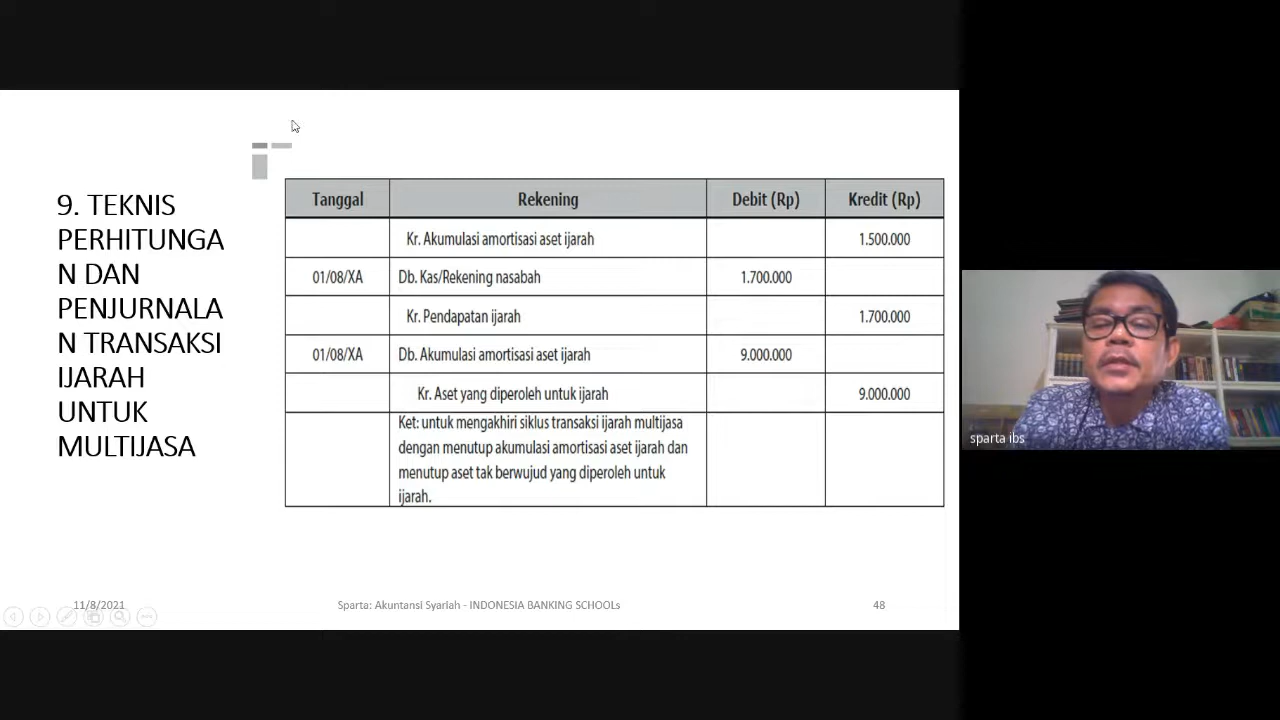 9. TEKNIS
PERHITUNGA
N DAN
PENJURNALA
N TRANSAKSI
IJARAH
UNTUK
MULTIJASA
Tanggal Rekening Debit (Rp) Kredit (Rp)
Kr. Akumulasi amortisasi aset ijarah 1.500.000
01/08/XA Db. Kas/Rekening nasabah 1.700.000
Kr. Pendapatan ijarah 1.700.000
01/08/XA Db. Akumulasi amortisasi aset ijarah 9.000.000
Kr. Aset yang diperoleh untuk ijarah 9.000.000
Ket: untuk mengakhiri siklus transaksi ijarah multijasa
dengan menutup akumulasi amortisasi aset ijarah dan
menutup aset tak berwujud yang diperoleh untuk
ijarah.
11/8/2021 Sparta: Akuntansi Syariah - INDONESIA BANKING SCHOOLs 48
sparta ibs